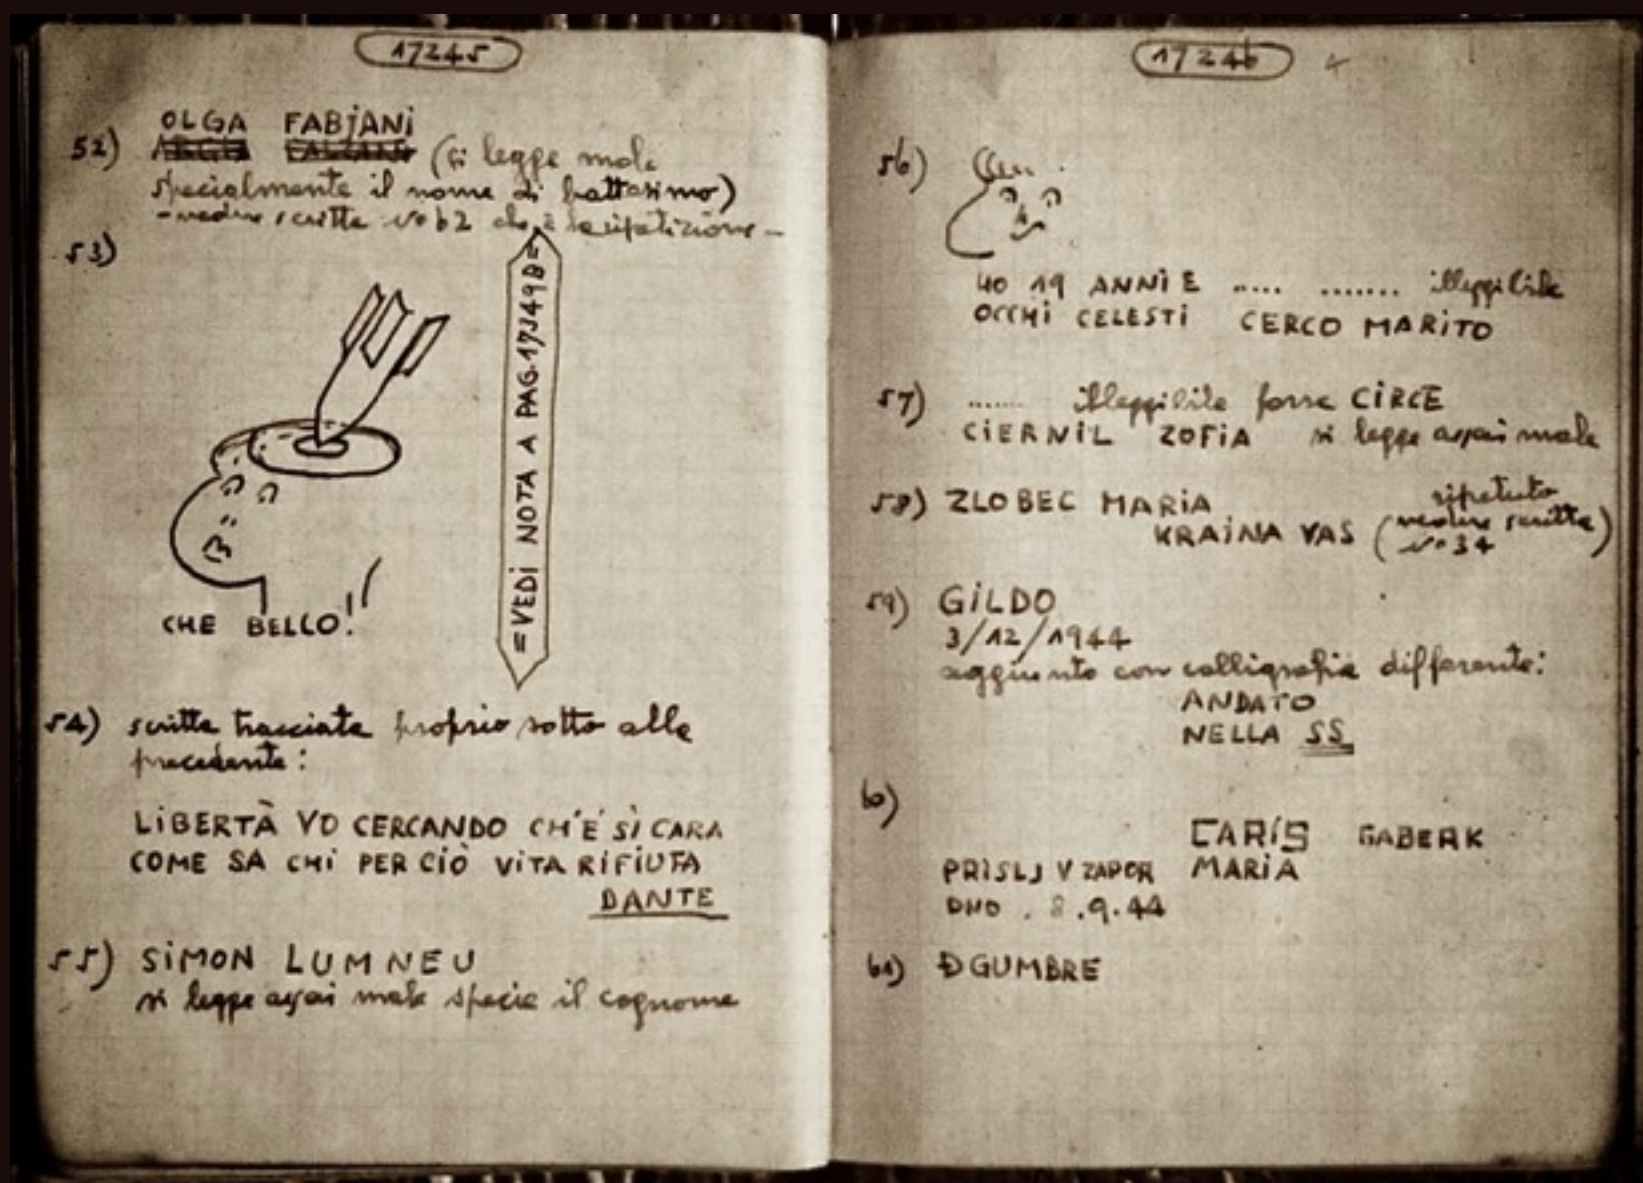 17245
OLGA FABJANI
52) (si legge male
specialmente il nome di battesimo)
- vedere scritta No 62 che è la ripetizione -
53)
= VEDI NOTA A PAG. 173498 =
CHE BELLO!
54) scritta tracciata proprio sotto alla
precedente:
LIBERTÀ VO CERCANDO CH'È SÌ CARA
COME SA CHI PER CIÒ VITA RIFIUTA
DANTE
55) SIMON LUMNEU
si legge assai male specie il cognome
17246
56)
HO 19 ANNI E ..... ....... illeggibile
OCCHI CELESTI CERCO MARITO
57) ....... illeggibile forse CIRCE
CIERNIL ZOFIA si legge assai male
58) ZLOBEC MARIA
KRAINA VAS (ripetuto
vedere scritta
No 34)
59) GILDO
3/12/1944
aggiunto con calligrafia differente:
ANDATO
NELLA SS
60)
CARIS GABERK
PRISLJ V ZAPOR MARIA
DNO . 8.9.44
61) ĐGUMBRE